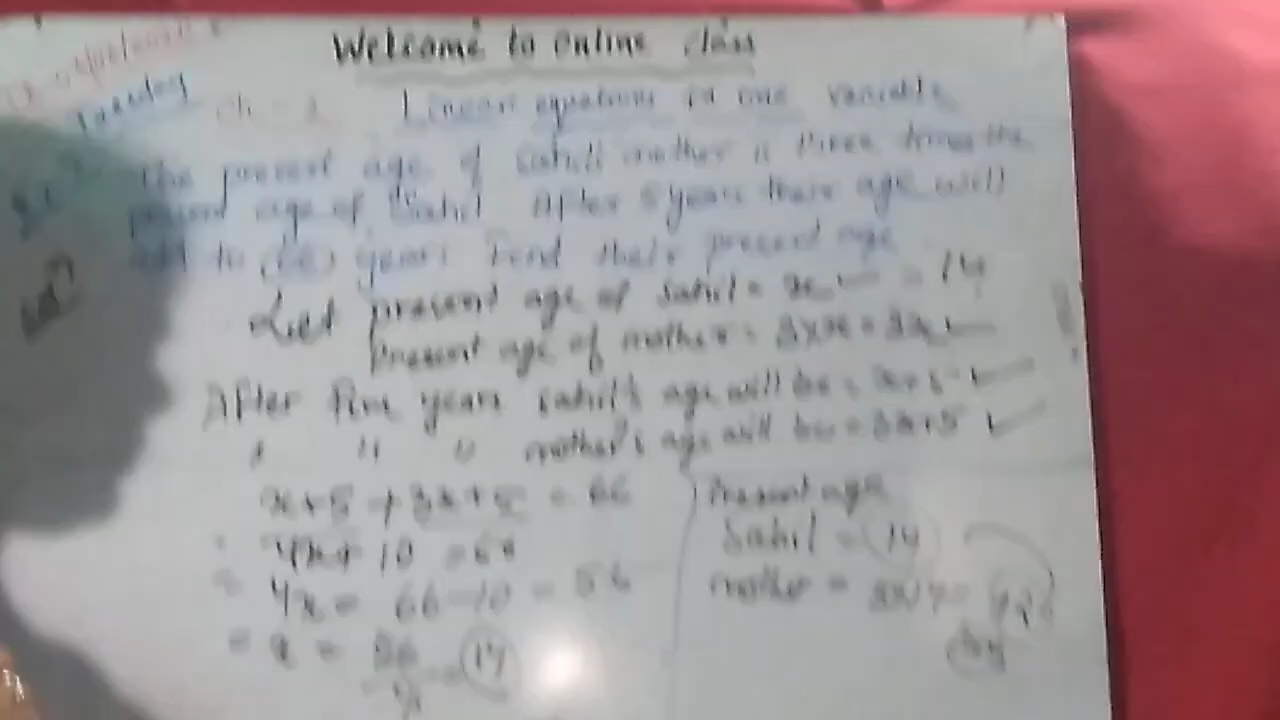 Welcome to online class
Tuesday
Ch - 2 Linear equations in one variable
The present age of Sahil's mother is three times the
present age of Sahil. After 5 years their age will
add to (66) years. Find their present age
Let present age of Sahil = x ✓ = 14
Present age of mother = 3×x = 3x ✓
After five years Sahil's age will be = x+5 ✓
" " " mother's age will be = 3x+5 ✓
x+5 + 3x+5 = 66
4x+ 10 = 66
= 4x = 66-10 = 56
= x = 56/4 = 14
Present age
Sahil = 14
mother =